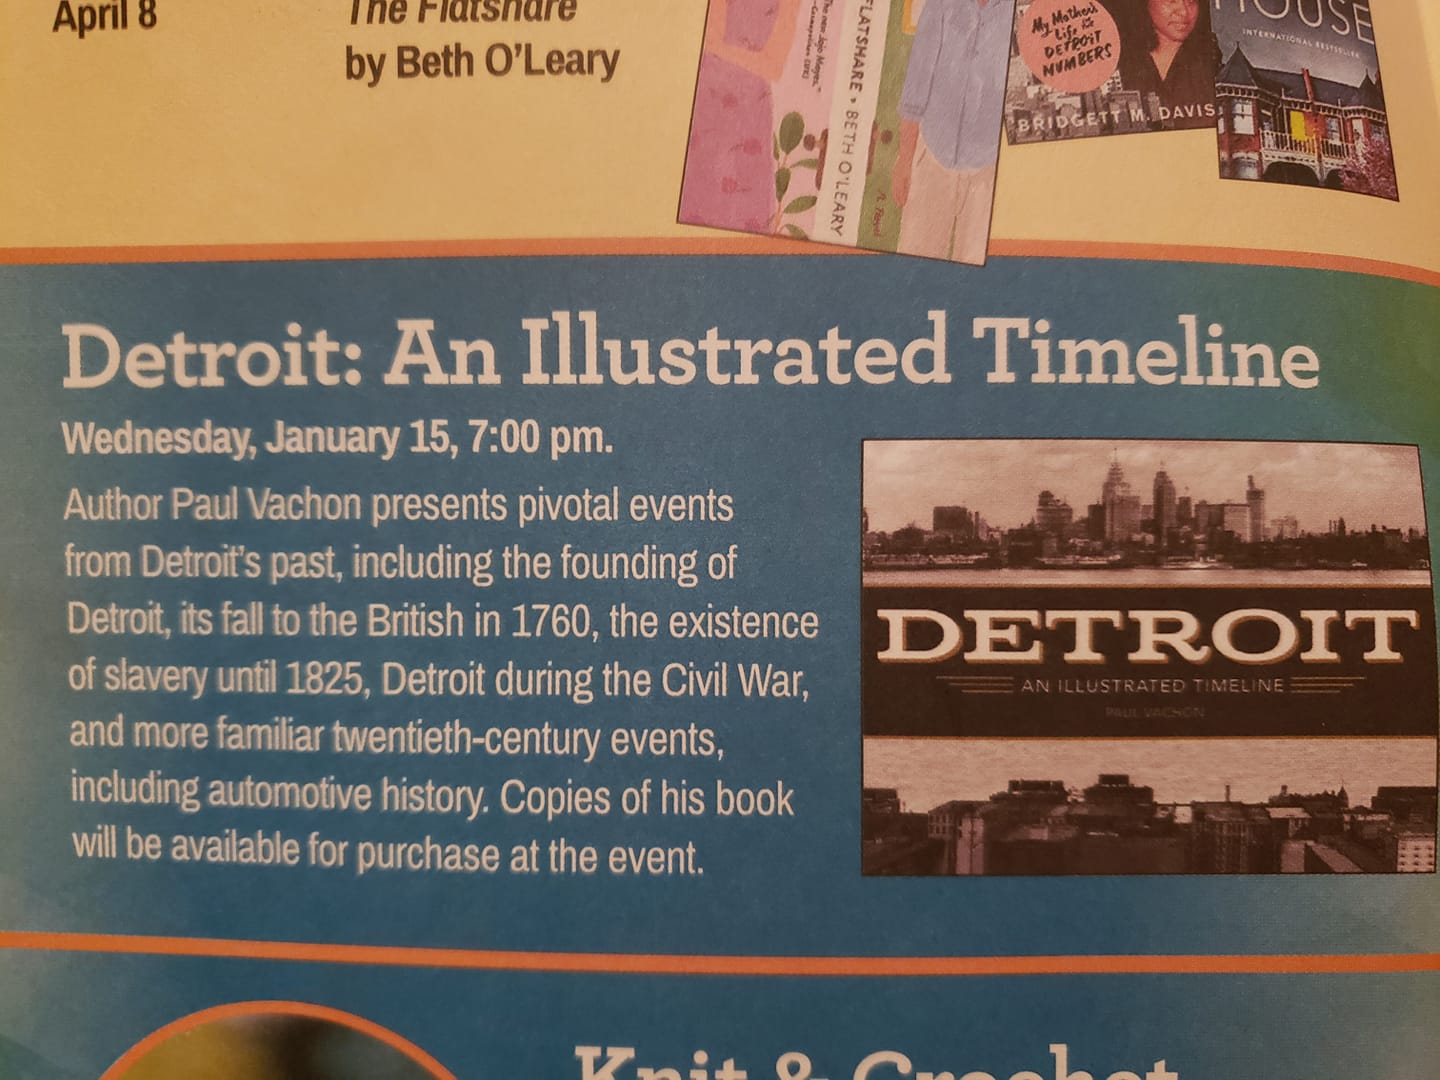 April 8
The Flatshare
by Beth O'Leary
"The new Jojo Moyes."
—Cosmopolitan (UK)
FLATSHARE • BETH O'LEARY
A Novel
My Mother's
Life in the
DETROIT
NUMBERS
BRIDGETT M. DAVIS
HOUSE
INTERNATIONAL BESTSELLER
Detroit: An Illustrated Timeline
Wednesday, January 15, 7:00 pm.
Author Paul Vachon presents pivotal events
from Detroit's past, including the founding of
Detroit, its fall to the British in 1760, the existence
of slavery until 1825, Detroit during the Civil War,
and more familiar twentieth-century events,
including automotive history. Copies of his book
will be available for purchase at the event.
DETROIT
AN ILLUSTRATED TIMELINE
PAUL VACHON
Knit & Crochet